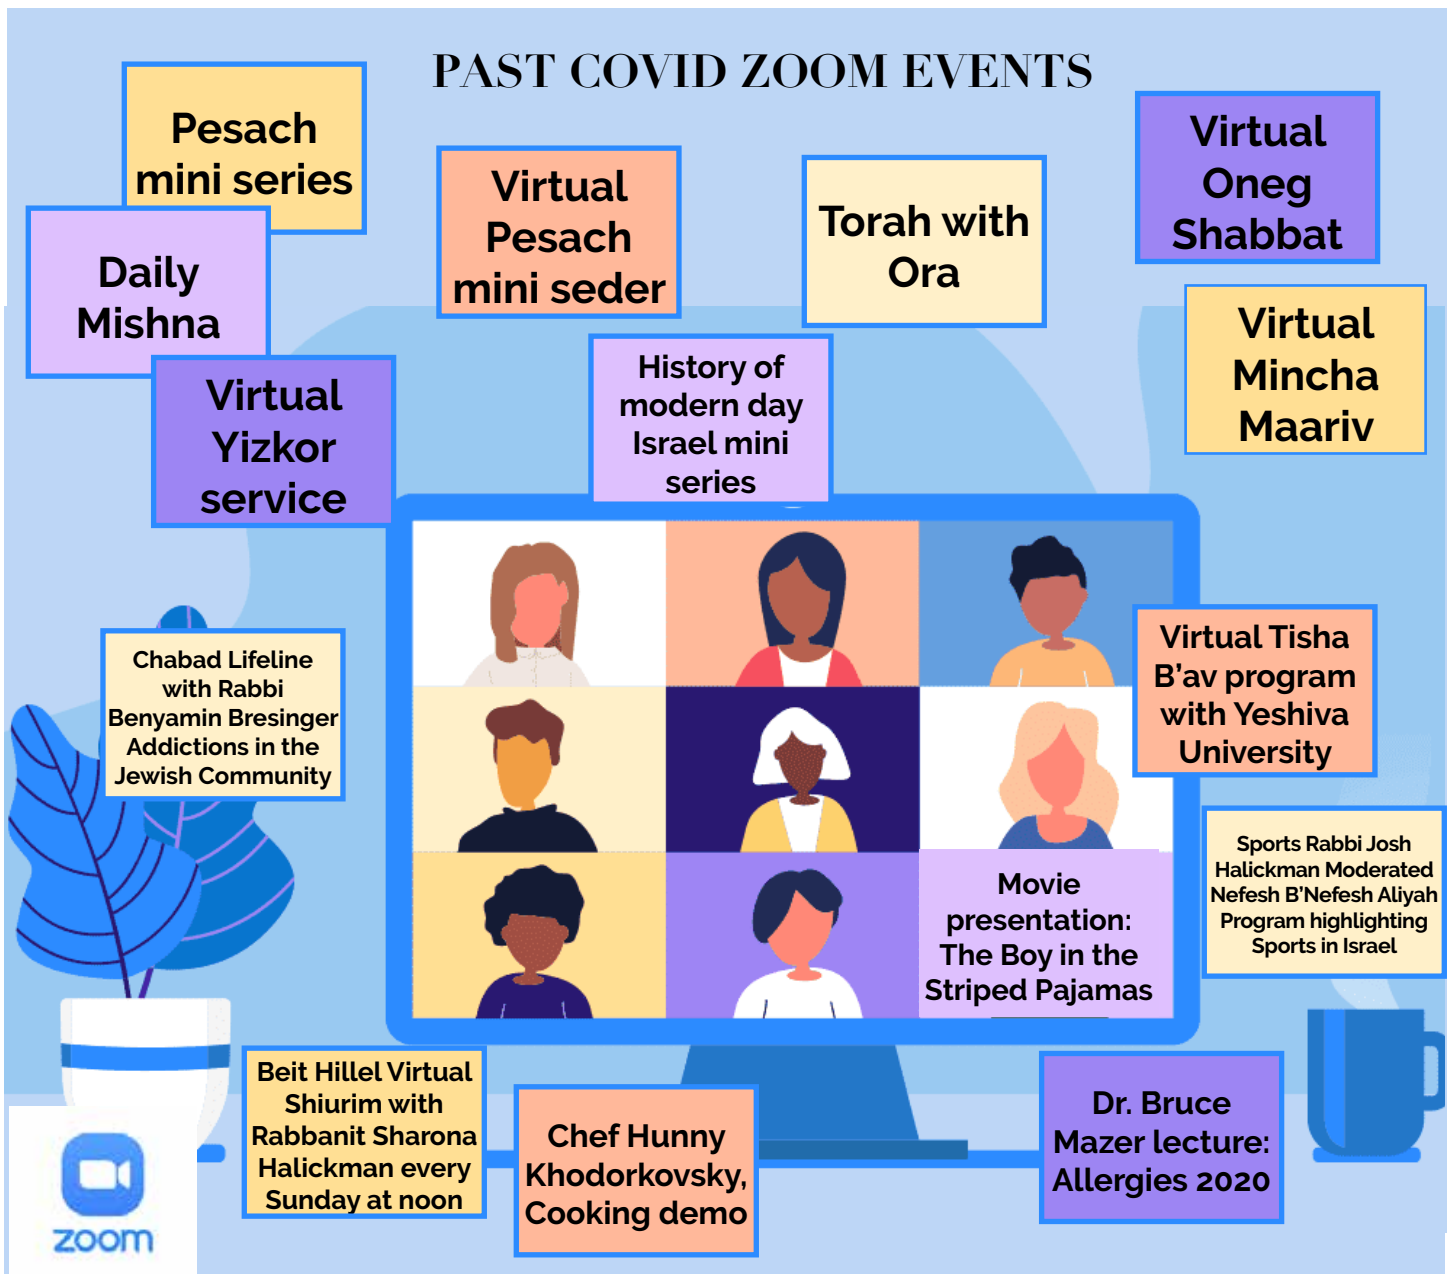 PAST COVID ZOOM EVENTS
Pesach
mini series
Daily
Mishna
Virtual
Yizkor
service
Virtual
Pesach
mini seder
Torah with
Ora
Virtual
Oneg
Shabbat
Virtual
Mincha
Maariv
History of
modern day
Israel mini
series
Chabad Lifeline
with Rabbi
Benyamin Bresinger
Addictions in the
Jewish Community
Virtual Tisha
B’av program
with Yeshiva
University
Sports Rabbi Josh
Halickman Moderated
Nefesh B’Nefesh Aliyah
Program highlighting
Sports in Israel
Movie
presentation:
The Boy in the
Striped Pajamas
Beit Hillel Virtual
Shiurim with
Rabbanit Sharona
Halickman every
Sunday at noon
Chef Hunny
Khodorkovsky,
Cooking demo
Dr. Bruce
Mazer lecture:
Allergies 2020
zoom